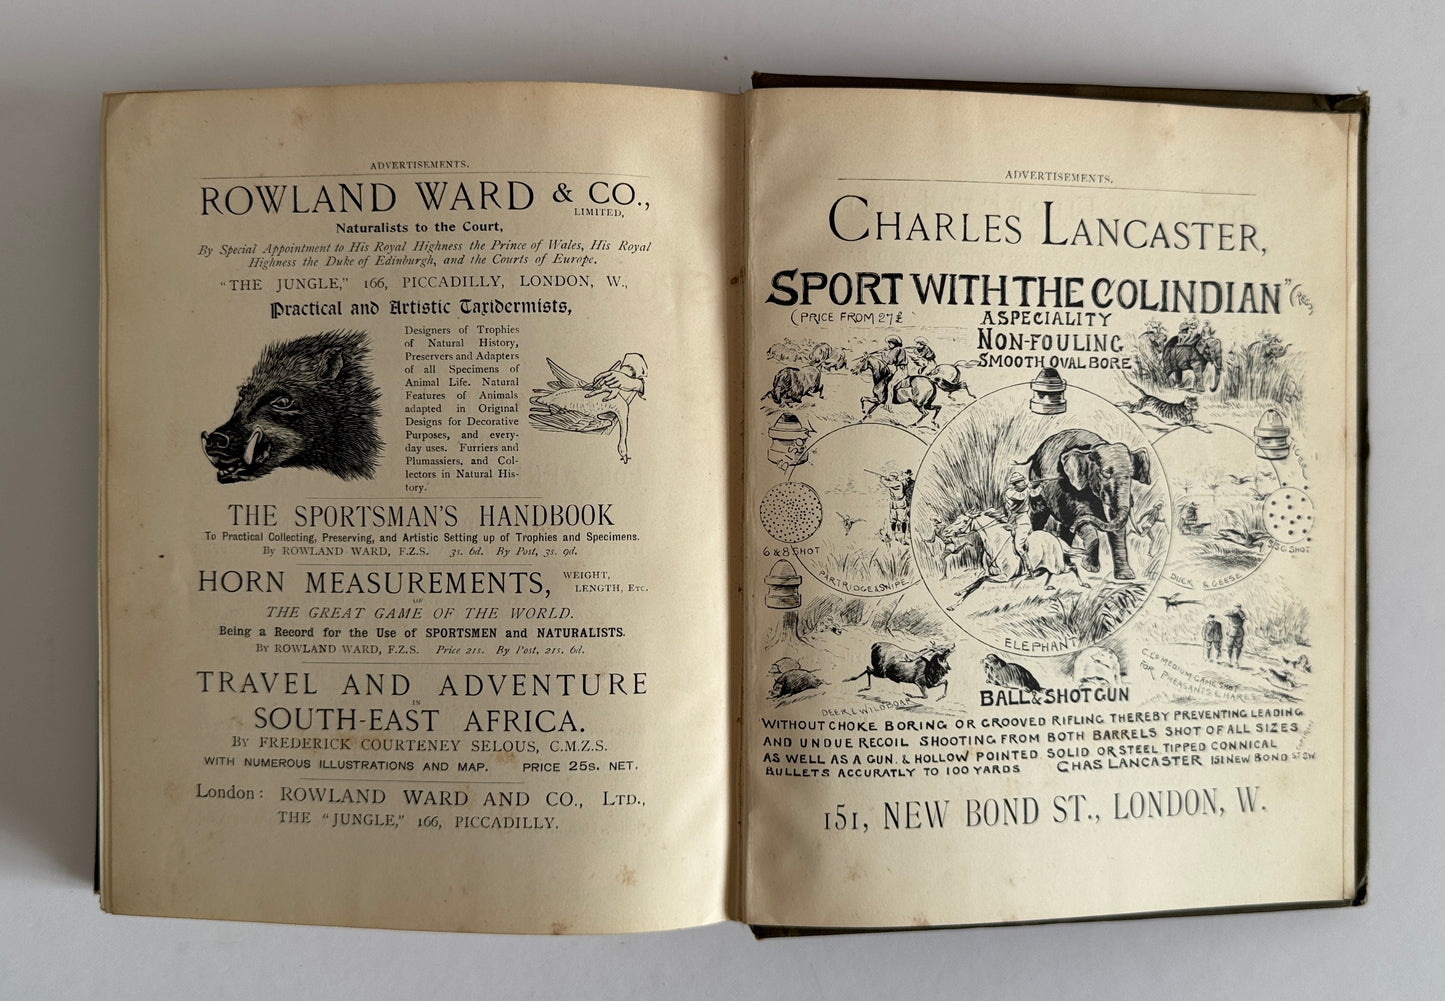 ADVERTISEMENTS.
ROWLAND WARD & CO.,
LIMITED,
Naturalists to the Court,
By Special Appointment to His Royal Highness the Prince of Wales, His Royal
Highness the Duke of Edinburgh, and the Courts of Europe.
"THE JUNGLE," 166, PICCADILLY, LONDON, W.,
Practical and Artistic Taxidermists,
Designers of Trophies
of Natural History,
Preservers and Adapters
of all Specimens of
Animal Life. Natural
Features of Animals
adapted in Original
Designs for Decorative
Purposes, and every-
day uses. Furriers and
Plumassiers, and Col-
lectors in Natural His-
tory.
THE SPORTSMAN'S HANDBOOK
To Practical Collecting, Preserving, and Artistic Setting up of Trophies and Specimens.
By ROWLAND WARD, F.Z.S. 3s. 6d. By Post, 3s. 9d.
HORN MEASUREMENTS, WEIGHT,
LENGTH, Etc.
OF
THE GREAT GAME OF THE WORLD.
Being a Record for the Use of SPORTSMEN and NATURALISTS.
By ROWLAND WARD, F.Z.S. Price 21s. By Post, 21s. 6d.
TRAVEL AND ADVENTURE
IN
SOUTH-EAST AFRICA.
By FREDERICK COURTENEY SELOUS, C.M.Z.S.
WITH NUMEROUS ILLUSTRATIONS AND MAP. PRICE 25s. NET.
London: ROWLAND WARD AND CO., LTD.,
THE "JUNGLE," 166, PICCADILLY.
ADVERTISEMENTS.
CHARLES LANCASTER,
SPORT WITH THE COLINDIAN"
(PRICE FROM 27£
A SPECIALITY
NON-FOULING
SMOOTH OVAL BORE
6 & 8 SHOT
PARTRIDGE & SNIPE
SSG SHOT
DUCK & GEESE
ELEPHANT
DEER & WILD BOAR
MEDIUM GAME SHOT
FOR PHEASANTS & HARES
BALL & SHOT GUN
WITHOUT CHOKE BORING OR GROOVED RIFLING THEREBY PREVENTING LEADING
AND UNDUE RECOIL SHOOTING FROM BOTH BARRELS SHOT OF ALL SIZES
AS WELL AS A GUN. & HOLLOW POINTED SOLID OR STEEL TIPPED CONNICAL
BULLETS ACCURATLY TO 100 YARDS CHAS LANCASTER 151 NEW BOND ST SW
151, NEW BOND ST., LONDON, W.